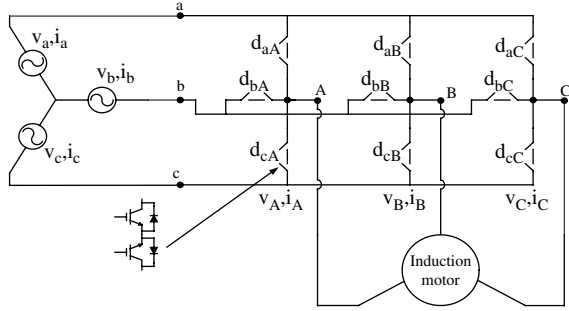 a
v_a,i_a
d_aA
d_aB
d_aC
v_b,i_b
b
d_bA
A
d_bB
B
d_bC
C
v_c,i_c
c
d_cA
d_cB
d_cC
v_A,i_A
v_B,i_B
v_C,i_C
Induction
motor